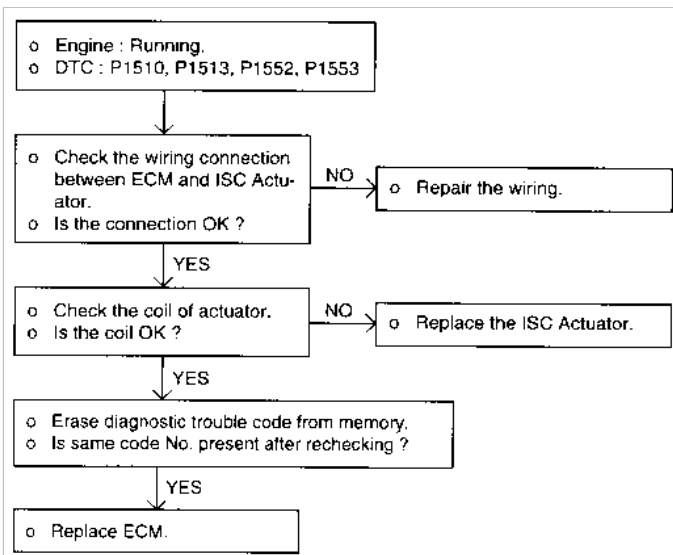 o Engine : Running.
o DTC : P1510, P1513, P1552, P1553
o Check the wiring connection
between ECM and ISC Actu-
ator.
o Is the connection OK ?
NO
o Repair the wiring.
YES
o Check the coil of actuator.
o Is the coil OK ?
NO
o Replace the ISC Actuator.
YES
o Erase diagnostic trouble code from memory,
o Is same code No. present after rechecking ?
YES
o Replace ECM.